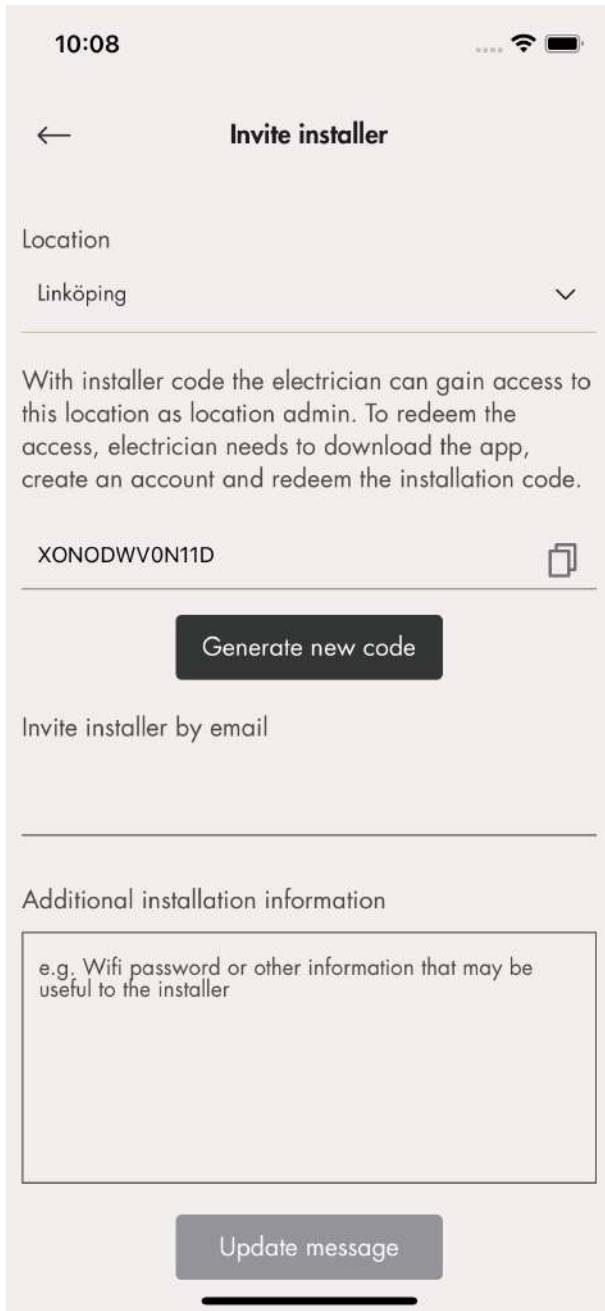 10:08
Invite installer
Location
Linköping
With installer code the electrician can gain access to
this location as location admin. To redeem the
access, electrician needs to download the app,
create an account and redeem the installation code.
XONODWV0N11D
Generate new code
Invite installer by email
Additional installation information
e.g. Wifi password or other information that may be
useful to the installer
Update message